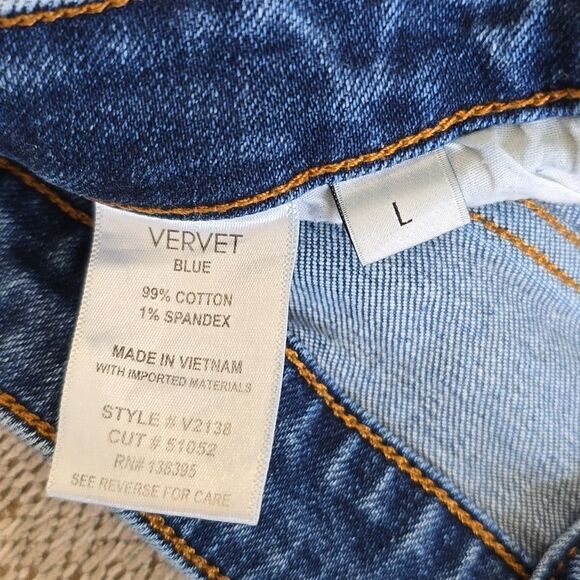 VERVET
BLUE
99% COTTON
1% SPANDEX
MADE IN VIETNAM
WITH IMPORTED MATERIALS
STYLE # V2138
CUT # 51052
RN# 138395
SEE REVERSE FOR CARE
L